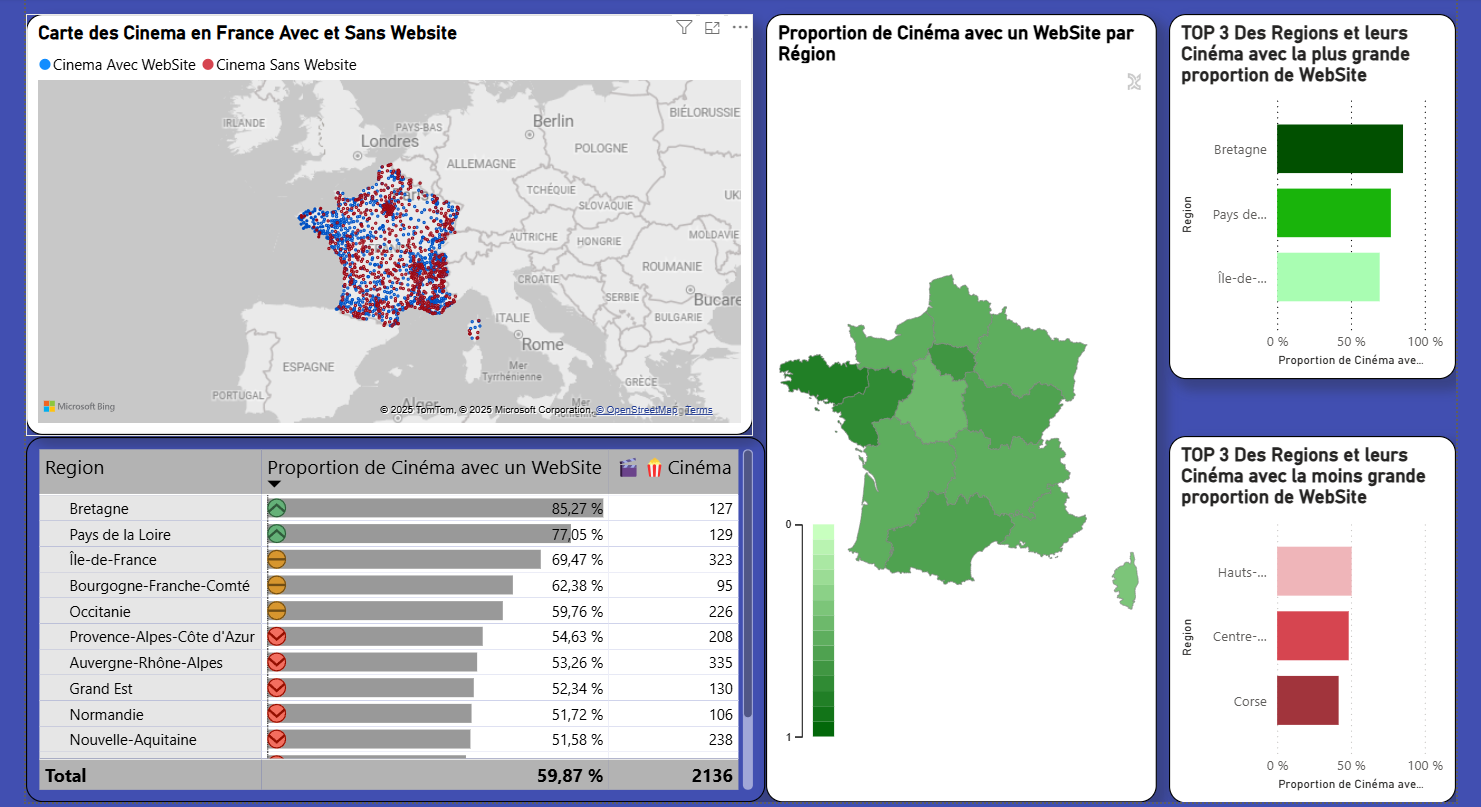 Carte des Cinema en France Avec et Sans Website
Cinema Avec WebSite Cinema Sans Website
IRLANDE
PAYS-BAS
Londres
Berlin
BIÉLORUSSIE
POLOGNE
ALLEMAGNE
TCHÉQUIE
SLOVAQUIE
UKI
AUTRICHE
HONGRIE
MOLDAVIE
ROUMANIE
CROATIE
SERBIE
Bucare
BULGARIE
ITALIE
Rome
ESPAGNE
Mer
Tyrrhénienne
PORTUGAL
GRÈCE
Alger
Microsoft Bing
© 2025 TomTom, © 2025 Microsoft Corporation, © OpenStreetMap Terms
Region Proportion de Cinéma avec un WebSite 🎬 🍿 Cinéma
Bretagne 85,27 % 127
Pays de la Loire 77,05 % 129
Île-de-France 69,47 % 323
Bourgogne-Franche-Comté 62,38 % 95
Occitanie 59,76 % 226
Provence-Alpes-Côte d'Azur 54,63 % 208
Auvergne-Rhône-Alpes 53,26 % 335
Grand Est 52,34 % 130
Normandie 51,72 % 106
Nouvelle-Aquitaine 51,58 % 238
Total 59,87 % 2136
Proportion de Cinéma avec un WebSite par
Région
0
1
TOP 3 Des Regions et leurs
Cinéma avec la plus grande
proportion de WebSite
Region
Bretagne
Pays de...
Île-de-...
0 % 50 % 100 %
Proportion de Cinéma ave...
TOP 3 Des Regions et leurs
Cinéma avec la moins grande
proportion de WebSite
Region
Hauts-...
Centre-...
Corse
0 % 50 % 100 %
Proportion de Cinéma ave...